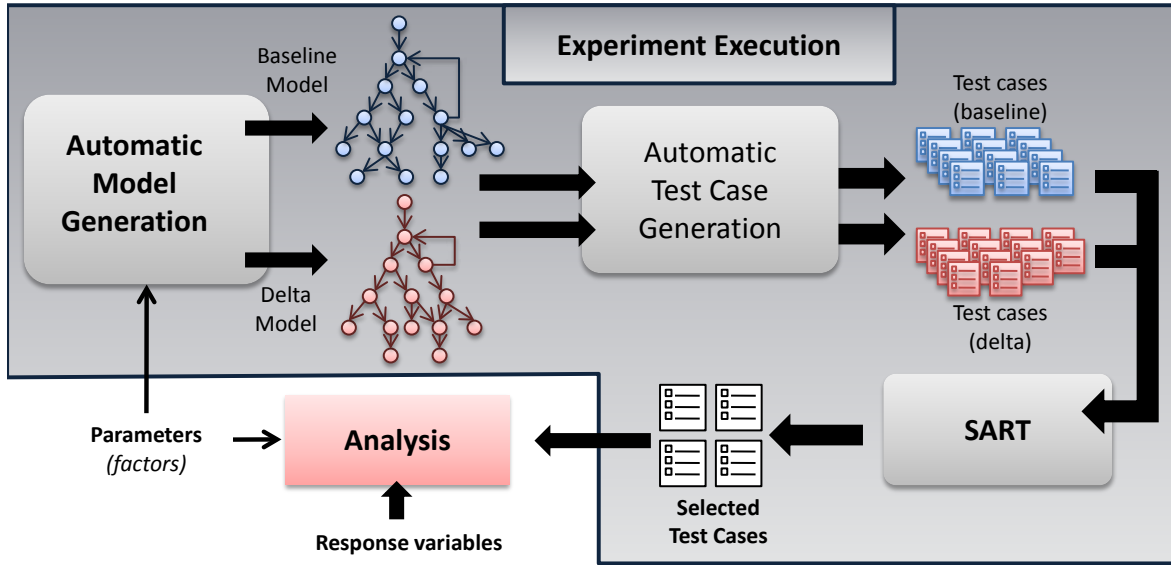 Experiment Execution
Baseline
Model
Automatic
Model
Generation
Delta
Model
Automatic
Test Case
Generation
Test cases
(baseline)
Test cases
(delta)
SART
Selected
Test Cases
Analysis
Parameters
(factors)
Response variables